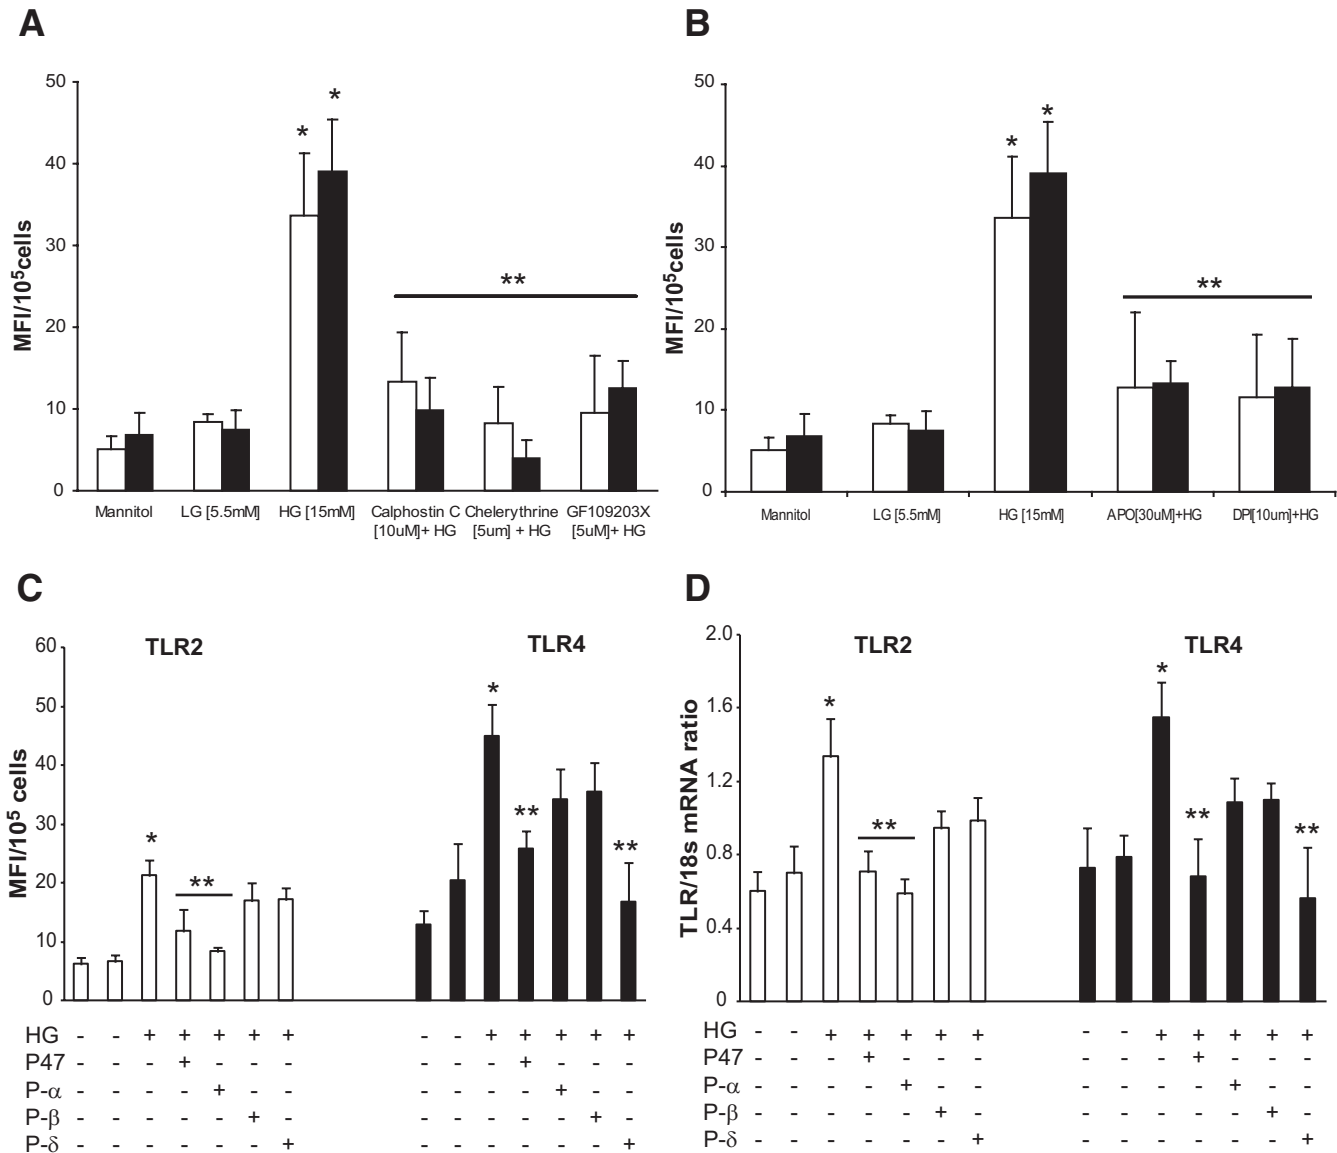 A
50
40
30
20
10
0
MFI/10⁵cells
* *
**
Mannitol LG [5.5mM] HG [15mM] Calphostin C Chelerythrine GF109203X
[10uM]+ HG [5um] + HG [5uM]+ HG
B
50
40
30
20
10
0
MFI/10⁵cells
* *
**
Mannitol LG [5.5mM] HG [15mM] APO[30uM]+HG DPI[10um]+HG
C
TLR2 TLR4
60
50
40
30
20
10
0
MFI/10⁵ cells
* ** * ** **
HG - - + + + + + - - + + + + +
P47 - - - + - - - - - - + - - -
P-α - - - - + - - - - - - + - -
P-β - - - - - + - - - - - - + -
P-δ - - - - - - + - - - - - - +
D
TLR2 TLR4
2.0
1.6
1.2
0.8
0.4
0
TLR/18s mRNA ratio
* ** * ** **
HG - - + + + + + - - + + + + +
P47 - - - + - - - - - - + - - -
P-α - - - - + - - - - - - + - -
P-β - - - - - + - - - - - - + -
P-δ - - - - - - + - - - - - - +